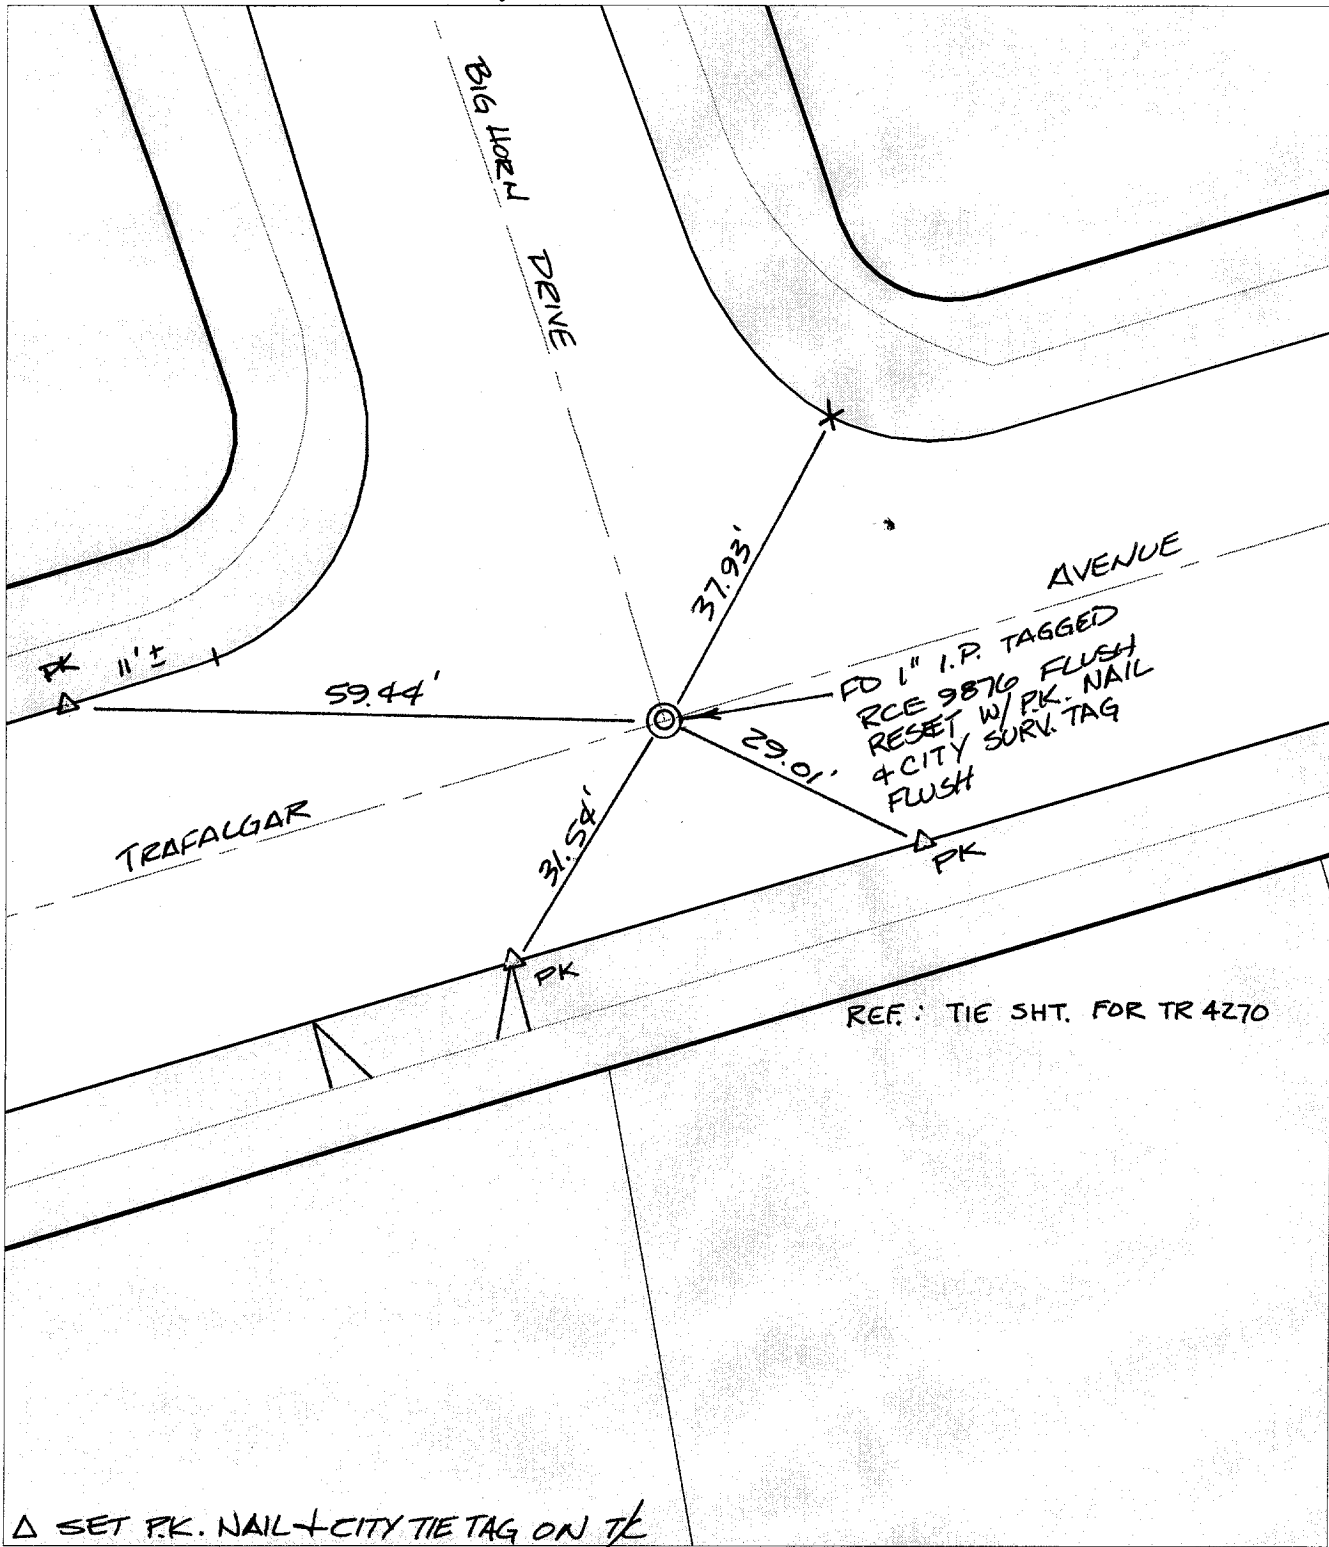 BIG HORN DRIVE
37.93'
AVENUE
FD 1" I.P. TAGGED
RCE 9876 FLUSH
RESET W/ P.K. NAIL
& CITY SURV. TAG
FLUSH
PK 11' ±
59.44'
29.01'
31.54'
TRAFALGAR
PK
PK
REF.: TIE SHT. FOR TR 4270
△ SET P.K. NAIL + CITY TIE TAG ON T/C